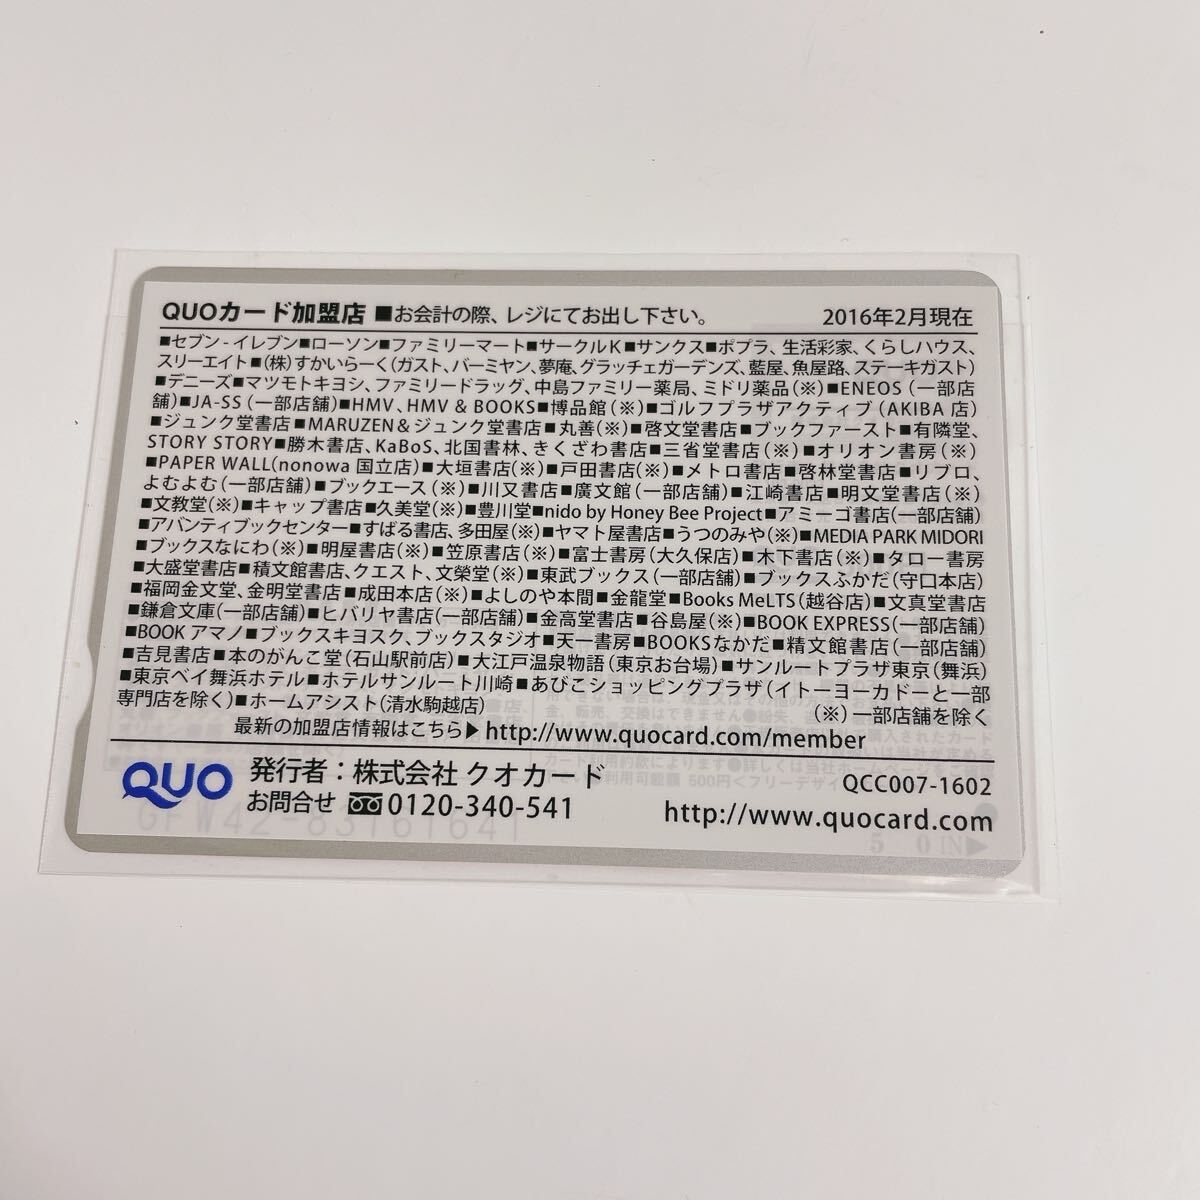 QUOカード加盟店 ■お会計の際、レジにてお出し下さい。 2016年2月現在
■セブン-イレブン■ローソン■ファミリーマート■サークルK■サンクス■ポプラ、生活彩家、くらしハウス、
スリーエイト■(株)すかいらーく(ガスト、バーミヤン、夢庵、グラッチェガーデンズ、藍屋、魚屋路、ステーキガスト)
■デニーズ■マツモトキヨシ、ファミリードラッグ、中島ファミリー薬局、ミドリ薬品(※)■ENEOS(一部店
舗)■JA-SS(一部店舗)■HMV、HMV & BOOKS■博品館(※)■ゴルフプラザアクティブ(AKIBA店)
■ジュンク堂書店■MARUZEN&ジュンク堂書店■丸善(※)■啓文堂書店■ブックファースト■有隣堂、
STORY STORY■勝木書店、KaBoS、北国書林、きくざわ書店■三省堂書店(※)■オリオン書房(※)
■PAPER WALL(nonowa 国立店)■大垣書店(※)■戸田書店(※)■メトロ書店■啓林堂書店■リブロ、
よむよむ(一部店舗)■ブックエース(※)■川又書店■廣文館(一部店舗)■江崎書店■明文堂書店(※)
■文教堂(※)■キャップ書店■久美堂(※)■豊川堂■nido by Honey Bee Project■アミーゴ書店(一部店舗)
■アバンティブックセンター■すばる書店、多田屋(※)■ヤマト屋書店■うつのみや(※)■MEDIA PARK MIDORI
■ブックスなにわ(※)■明屋書店(※)■笠原書店(※)■富士書房(大久保店)■木下書店(※)■タロー書房
■大盛堂書店■積文館書店、クエスト、文榮堂(※)■東武ブックス(一部店舗)■ブックスふかだ(守口本店)
■福岡金文堂、金明堂書店■成田本店(※)■よしのや本間■金龍堂■Books MeLTS(越谷店)■文真堂書店
■鎌倉文庫(一部店舗)■ヒバリヤ書店(一部店舗)■金高堂書店■谷島屋(※)■BOOK EXPRESS(一部店舗)
■BOOK アマノ■ブックスキヨスク、ブックスタジオ■天一書房■BOOKSなかだ■精文館書店(一部店舗)
■吉見書店■本のがんこ堂(石山駅前店)■大江戸温泉物語(東京お台場)■サンルートプラザ東京(舞浜)
■東京ベイ舞浜ホテル■ホテルサンルート川崎■あびこショッピングプラザ(イトーヨーカドーと一部
専門店を除く)■ホームアシスト(清水駒越店) (※)一部店舗を除く
最新の加盟店情報はこちら▶http://www.quocard.com/member
QUO 発行者：株式会社 クオカード QCC007-1602
お問合せ 0120-340-541 http://www.quocard.com